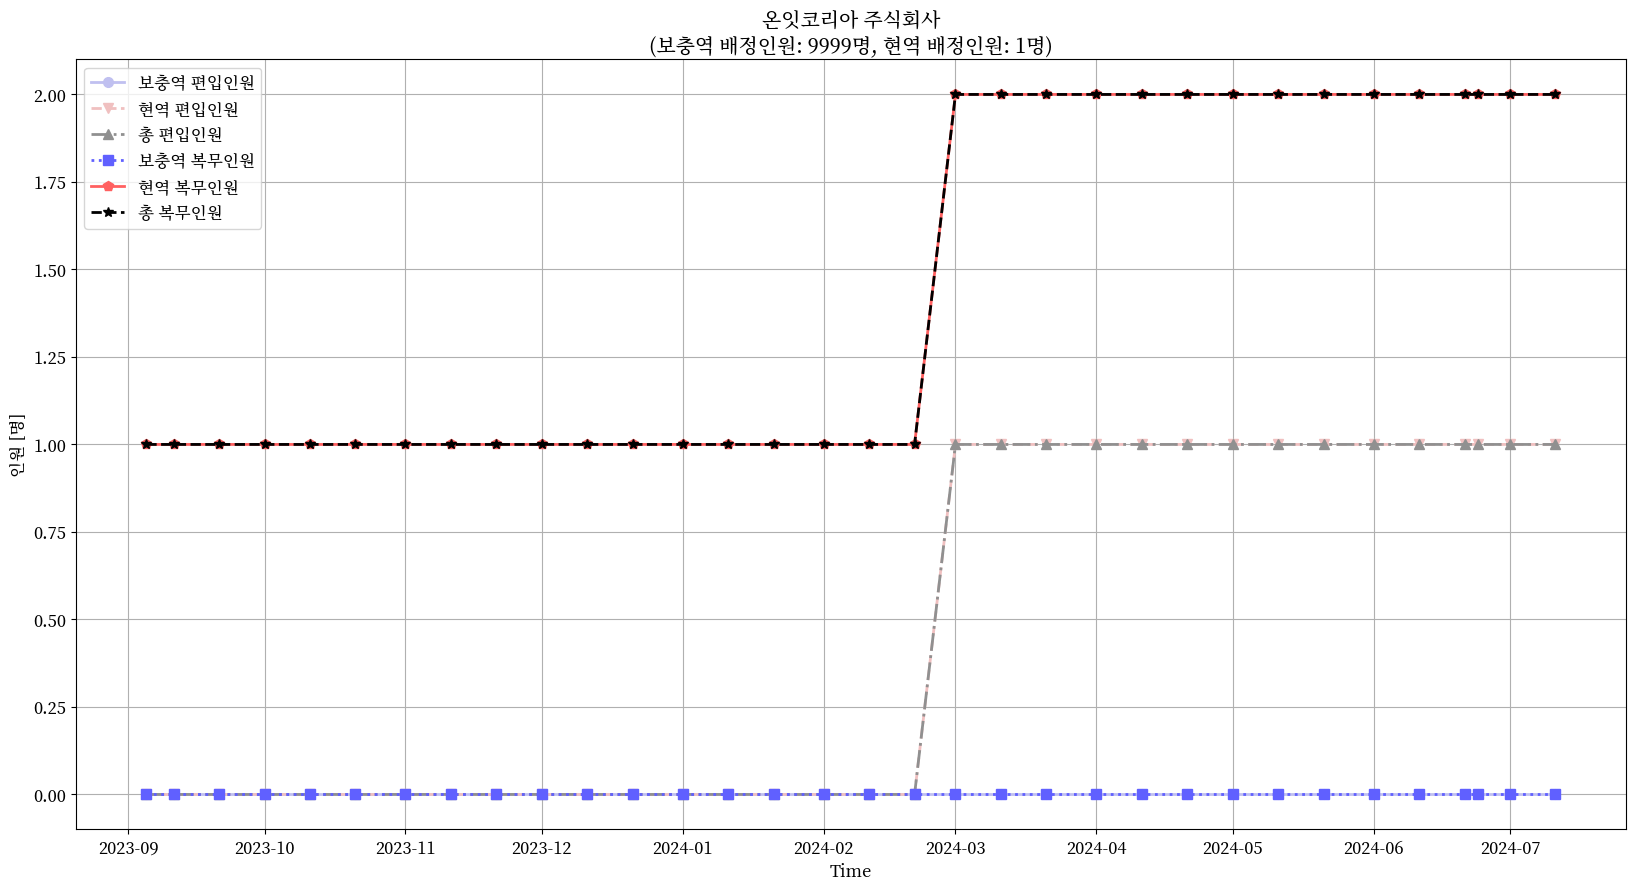 온잇코리아 주식회사
(보충역 배정인원: 9999명, 현역 배정인원: 1명)
보충역 편입인원
현역 편입인원
총 편입인원
보충역 복무인원
현역 복무인원
총 복무인원
인원 [명]
2.00
1.75
1.50
1.25
1.00
0.75
0.50
0.25
0.00
2023-09
2023-10
2023-11
2023-12
2024-01
2024-02
2024-03
2024-04
2024-05
2024-06
2024-07
Time